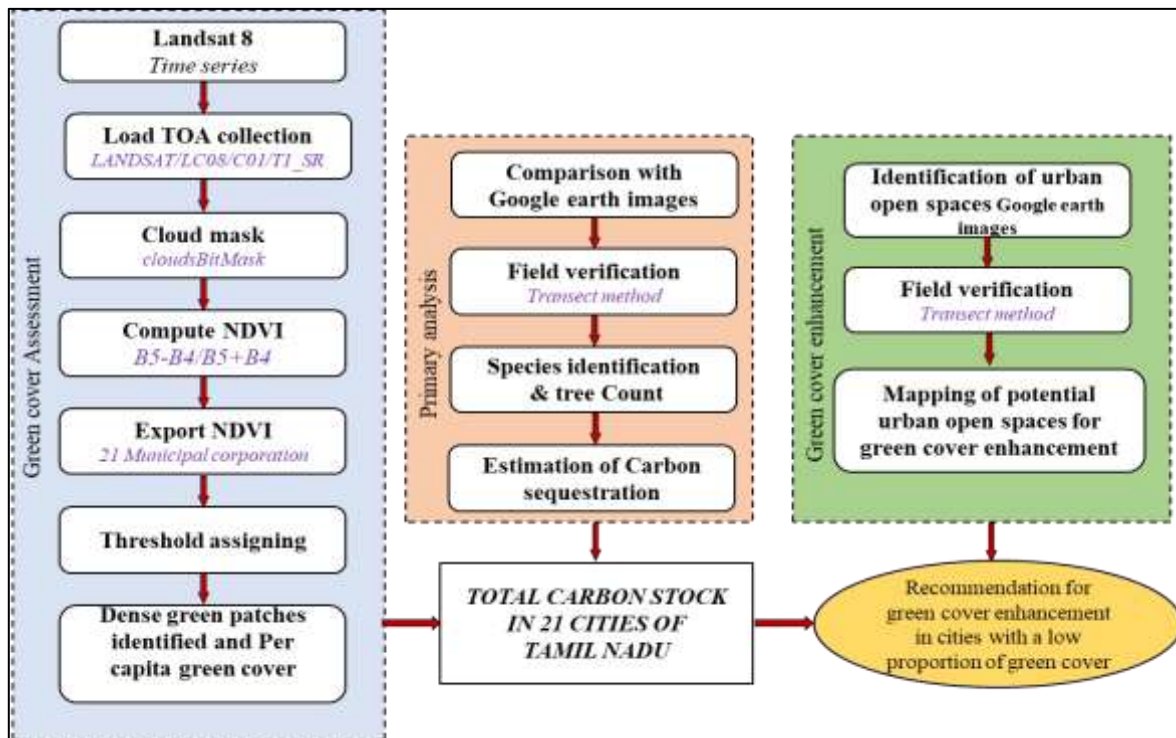 Green cover Assessment
Landsat 8
Time series
Load TOA collection
LANDSAT/LC08/C01/T1_SR
Cloud mask
cloudsBitMask
Compute NDVI
B5-B4/B5+B4
Export NDVI
21 Municipal corporation
Threshold assigning
Dense green patches
identified and Per
capita green cover
Primary analysis
Comparison with
Google earth images
Field verification
Transect method
Species identification
& tree Count
Estimation of Carbon
sequestration
TOTAL CARBON STOCK
IN 21 CITIES OF
TAMIL NADU
Green cover enhancement
Identification of urban
open spaces Google earth
images
Field verification
Transect method
Mapping of potential
urban open spaces for
green cover enhancement
Recommendation for
green cover enhancement
in cities with a low
proportion of green cover